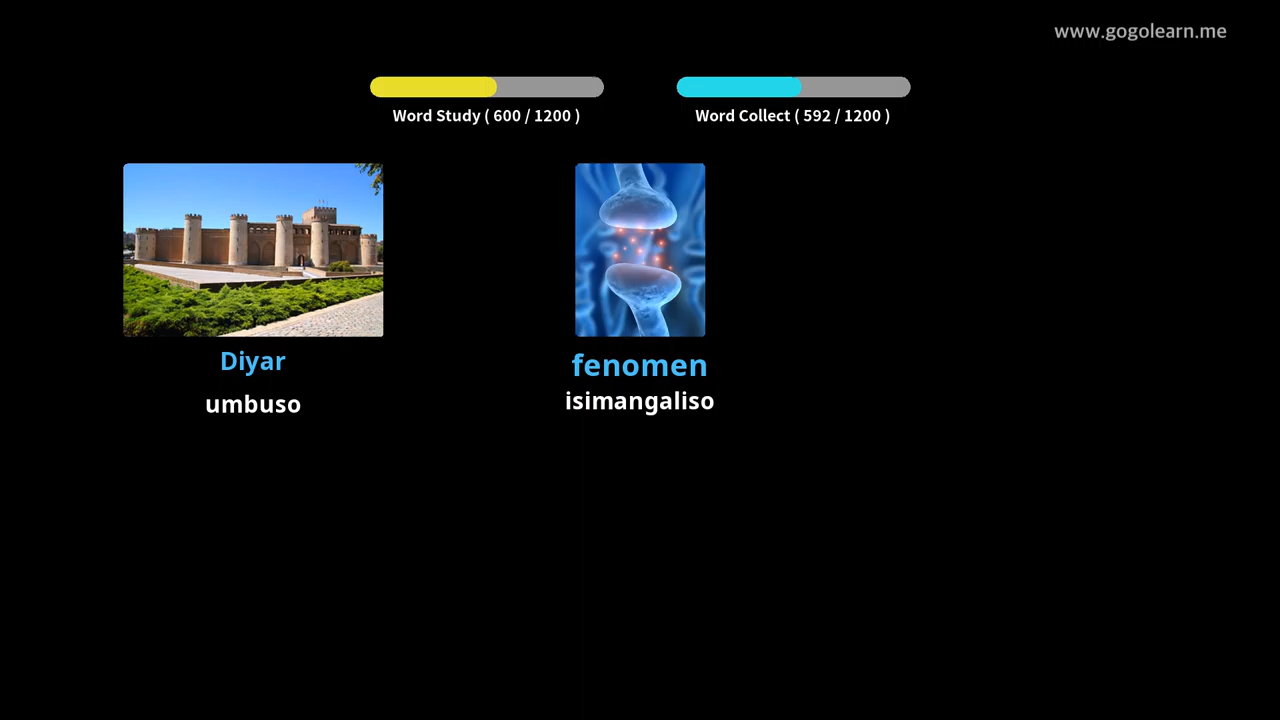 www.gogolearn.me
Word Study ( 600 / 1200 )
Word Collect ( 592 / 1200 )
Diyar
umbuso
fenomen
isimangaliso